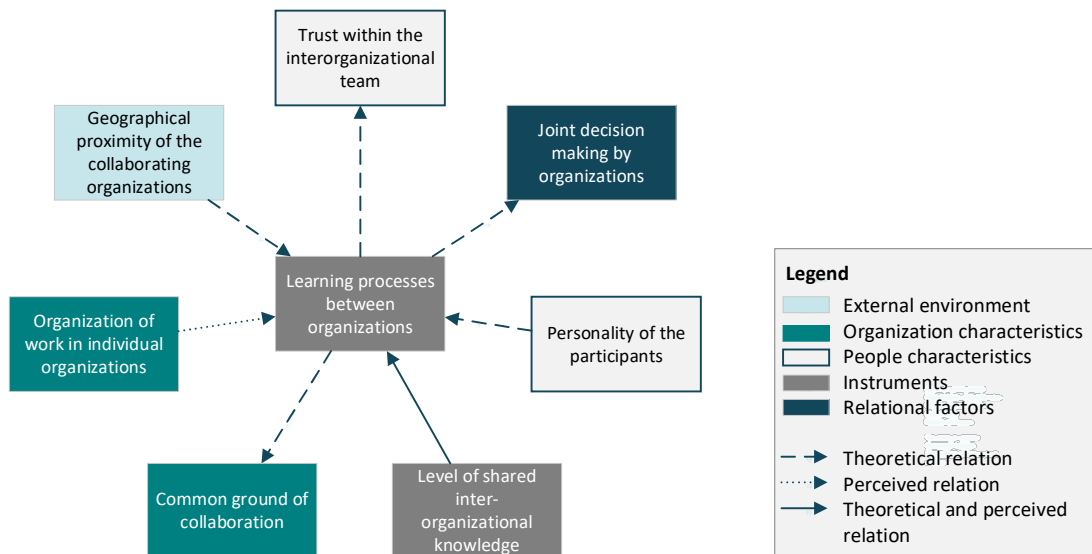 Trust within the
interorganizational
team
Geographical
proximity of the
collaborating
organizations
Joint decision
making by
organizations
Learning processes
between
organizations
Organization of
work in individual
organizations
Personality of the
participants
Common ground of
collaboration
Level of shared
inter-
organizational
knowledge
Legend
External environment
Organization characteristics
People characteristics
Instruments
Relational factors
Theoretical relation
Perceived relation
Theoretical and perceived
relation